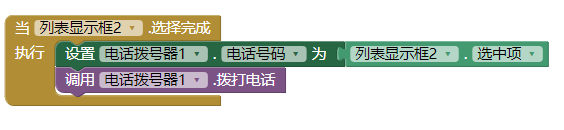 当 列表显示框2 .选择完成
执行 设置 电话拨号器1 . 电话号码 为 列表显示框2 . 选中项
调用 电话拨号器1 .拨打电话